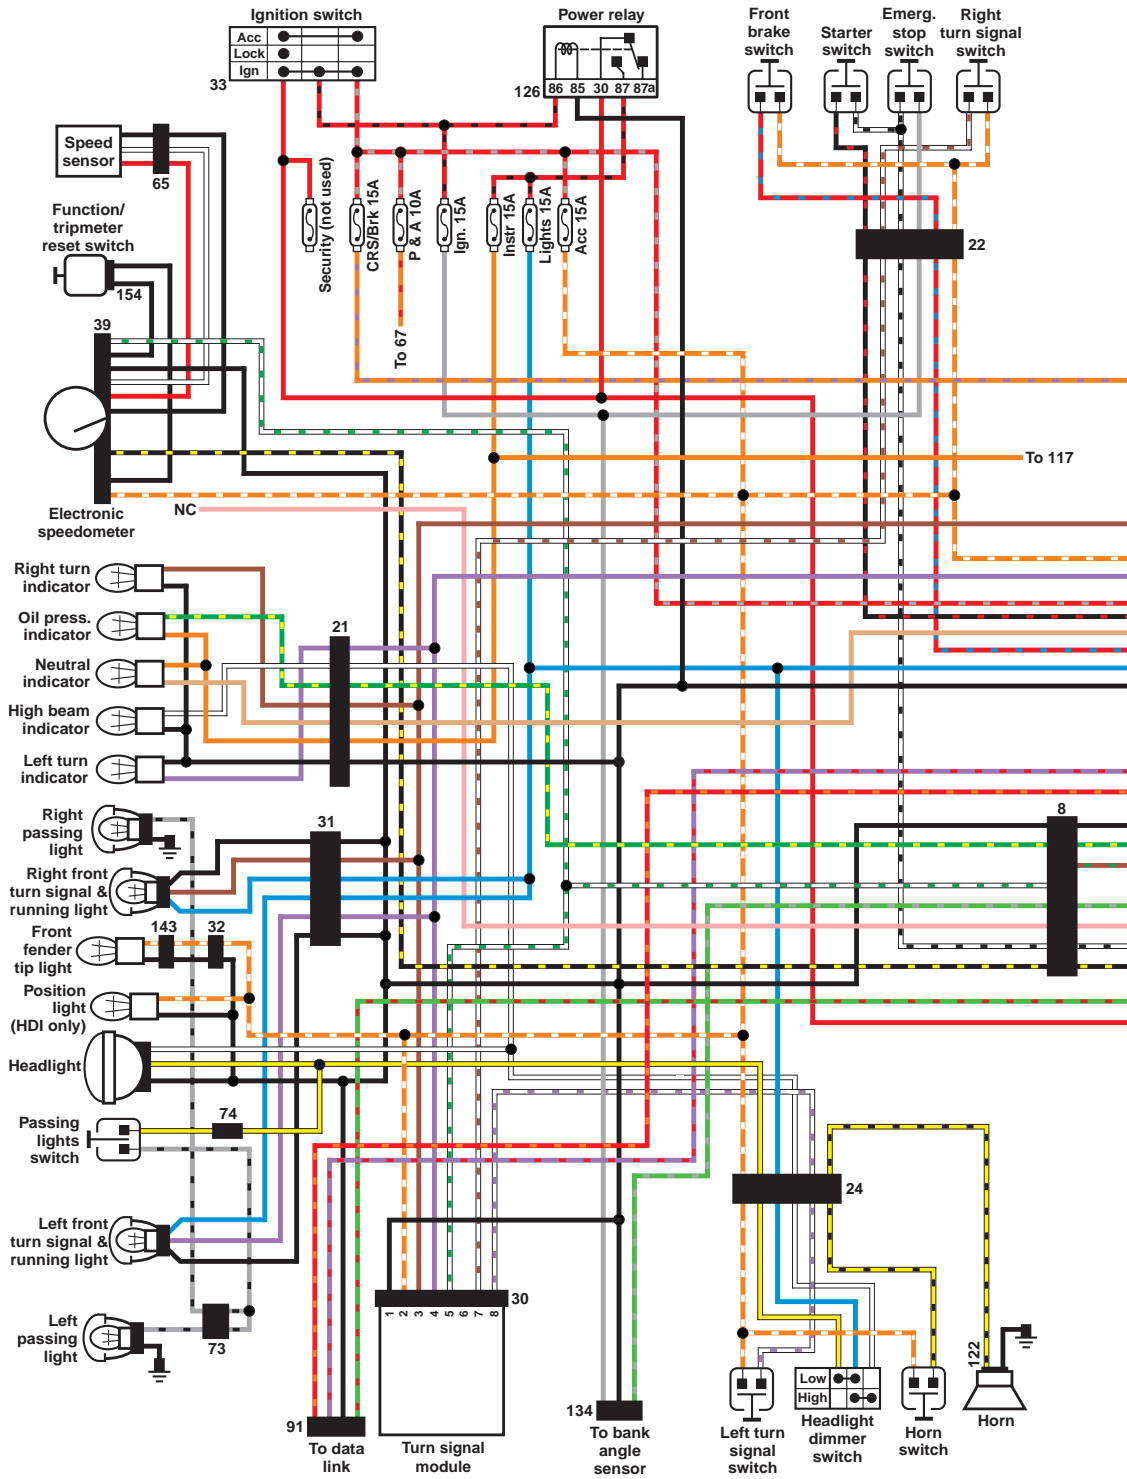 Ignition switch
Acc
Lock
Ign
33
Power relay
86 85 30 87 87a
126
Front
brake
switch
Starter
switch
Emerg.
stop
switch
Right
turn signal
switch
Speed
sensor
65
Function/
tripmeter
reset switch
154
39
Security (not used)
CRS/Brk 15A
P & A 10A
Ign. 15A
Instr 15A
Lights 15A
Acc 15A
22
To 67
To 117
NC
Electronic
speedometer
Right turn
indicator
Oil press.
indicator
Neutral
indicator
High beam
indicator
Left turn
indicator
21
Right
passing
light
31
8
Right front
turn signal &
running light
Front
fender
tip light
143
32
Position
light
(HDI only)
Headlight
Passing
lights
switch
74
24
Left front
turn signal &
running light
Left
passing
light
73
1 2 3 4 5 6 7 8
30
122
Low
High
91
To data
link
Turn signal
module
134
To bank
angle
sensor
Left turn
signal
switch
Headlight
dimmer
switch
Horn
switch
Horn